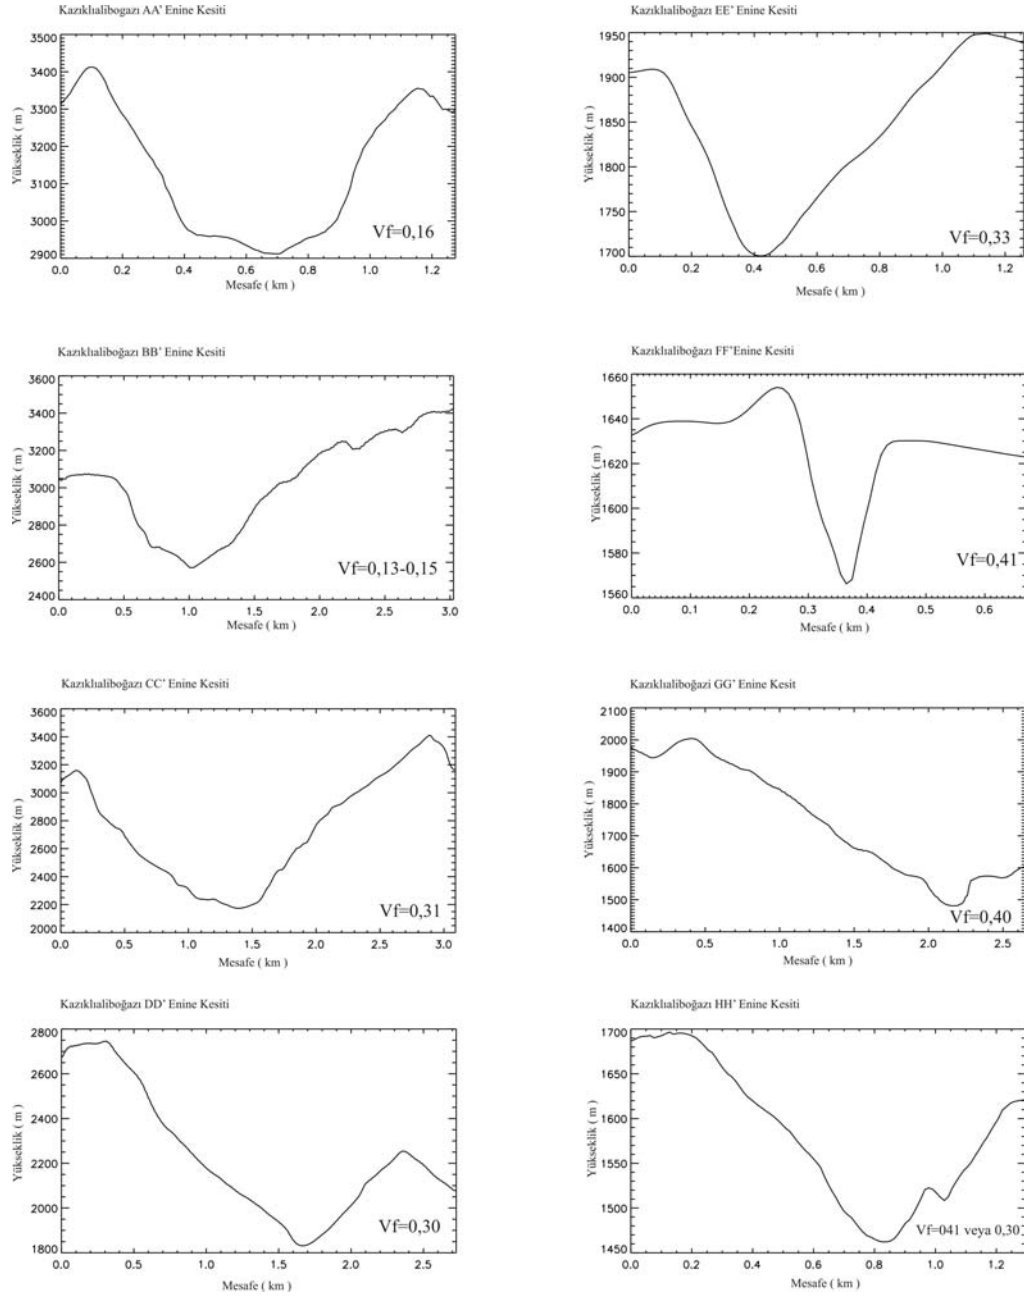 Kazıklıalibogazı AA' Enine Kesiti
3500
3400
3300
3200
3100
3000
2900
Yükseklik ( m )
Vf=0,16
0.0 0.2 0.4 0.6 0.8 1.0 1.2
Mesafe ( km )
Kazıklıaliboğazı EE' Enine Kesiti
1950
1900
1850
1800
1750
1700
Yükseklik ( m )
Vf=0,33
0.0 0.2 0.4 0.6 0.8 1.0 1.2
Mesafe ( km )
Kazıklıaliboğazı BB' Enine Kesiti
3600
3400
3200
3000
2800
2600
2400
Yükseklik ( m )
Vf=0,13-0,15
0.0 0.5 1.0 1.5 2.0 2.5 3.0
Mesafe ( km )
Kazıklıaliboğazı FF'Enine Kesiti
1660
1640
1620
1600
1580
1560
Yükseklik ( m )
Vf=0,41
0.0 0.1 0.2 0.3 0.4 0.5 0.6
Mesafe ( km )
Kazıklıaliboğazı CC' Enine Kesiti
3600
3400
3200
3000
2800
2600
2400
2200
2000
Yükseklik ( m )
Vf=0,31
0.0 0.5 1.0 1.5 2.0 2.5 3.0
Mesafe ( km )
Kazıklıaliboğazi GG' Enine Kesit
2100
2000
1900
1800
1700
1600
1500
1400
Yükseklik ( m )
Vf=0,40
0.0 0.5 1.0 1.5 2.0 2.5
Mesafe ( km )
Kazıklıaliboğazı DD' Enine Kesiti
2800
2600
2400
2200
2000
1800
Yükseklik ( m )
Vf=0,30
0.0 0.5 1.0 1.5 2.0 2.5
Mesafe ( km )
Kazıklıaliboğazı HH' Enine Kesiti
1700
1650
1600
1550
1500
1450
Yükseklik ( m )
Vf=041 veya 0,30
0.0 0.2 0.4 0.6 0.8 1.0 1.2
Mesafe ( km )